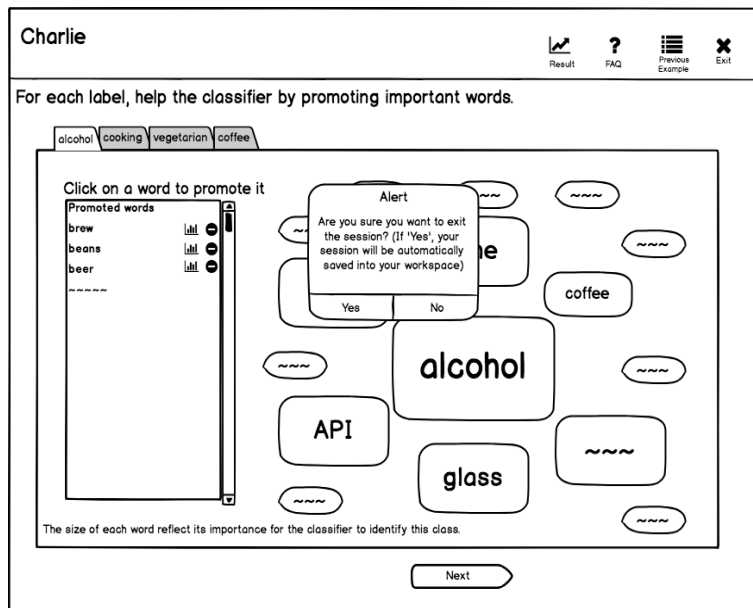 Charlie
Result
FAQ
Previous
Example
Exit
For each label, help the classifier by promoting important words.
alcohol
cooking
vegetarian
coffee
Click on a word to promote it
Promoted words
brew
beans
beer
~~~~~
Alert
Are you sure you want to exit
the session? (If 'Yes', your
session will be automatically
saved into your workspace)
Yes
No
~~~
~~~
~~~
coffee
alcohol
~~~
~~~
API
~~~
glass
~~~
~~~
The size of each word reflect its importance for the classifier to identify this class.
Next